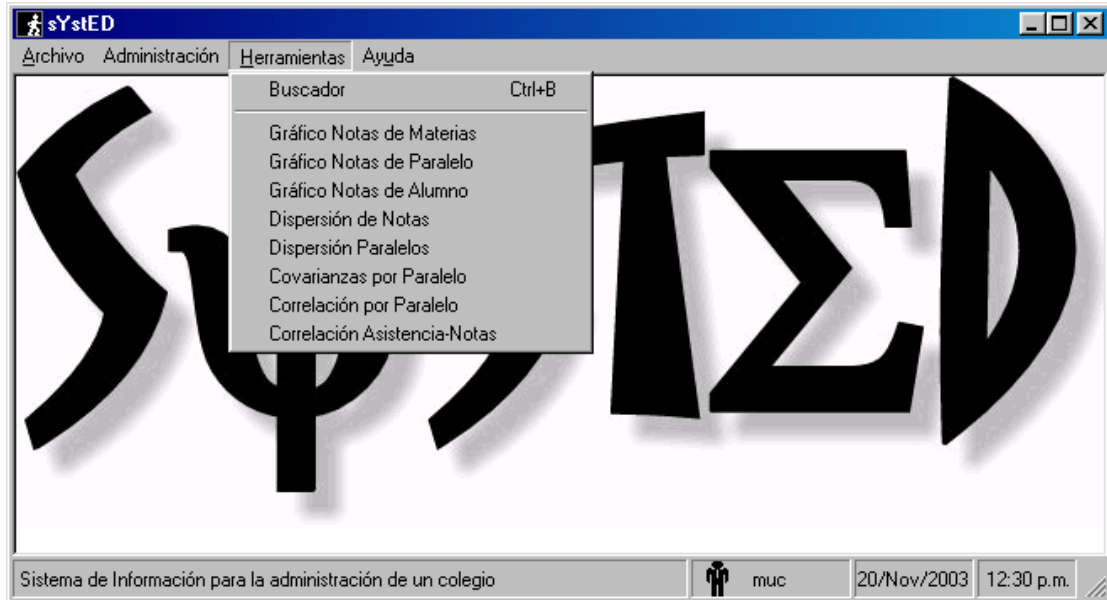 sYstED
Archivo Administración Herramientas Ayuda
Buscador Ctrl+B
Gráfico Notas de Materias
Gráfico Notas de Paralelo
Gráfico Notas de Alumno
Dispersión de Notas
Dispersión Paralelos
Covarianzas por Paralelo
Correlación por Paralelo
Correlación Asistencia-Notas
SψSTΣD
Sistema de Información para la administración de un colegio muc 20/Nov/2003 12:30 p.m.